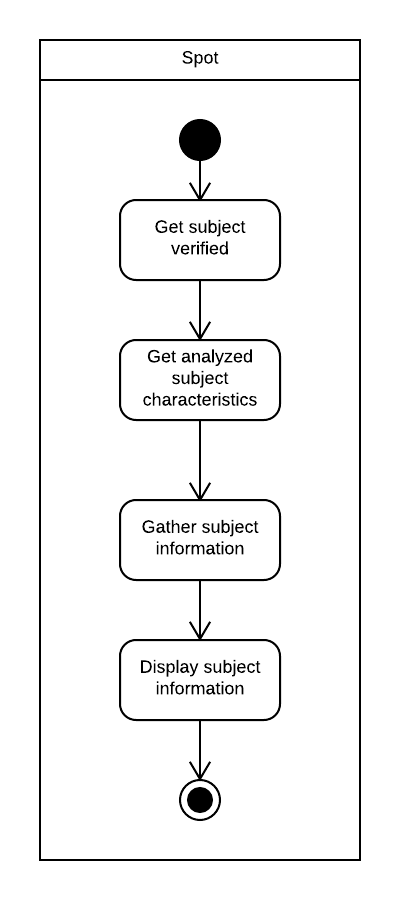 Spot
Get subject
verified
Get analyzed
subject
characteristics
Gather subject
information
Display subject
information